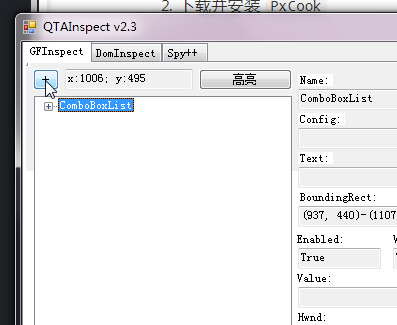 2. 下载并安装 PxCook
QTAInspect v2.3
GFInspect DomInspect Spy++
+ x:1006; y:495 高亮
Name:
ComboBoxList
ComboBoxList
Config:
Text:
BoundingRect:
(937, 440)-(1107
Enabled:
True
Value:
Hwnd: